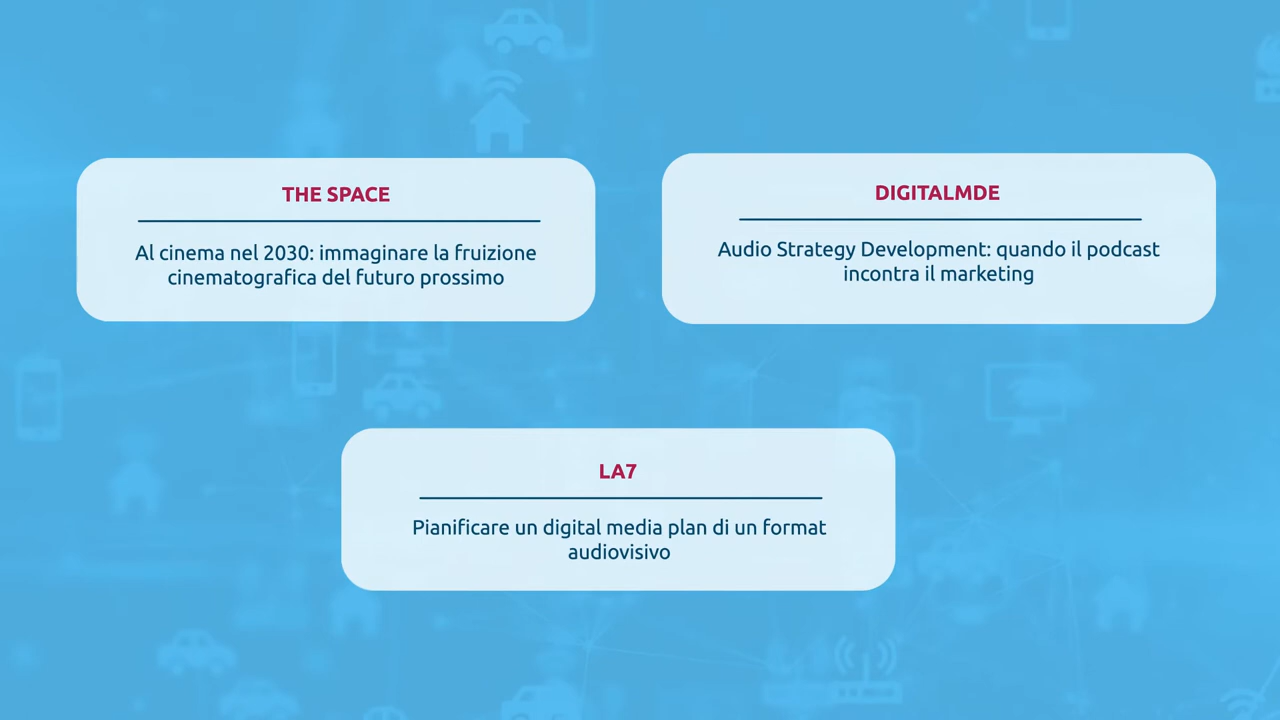 THE SPACE
Al cinema nel 2030: immaginare la fruizione
cinematografica del futuro prossimo
DIGITALMDE
Audio Strategy Development: quando il podcast
incontra il marketing
LA7
Pianificare un digital media plan di un format
audiovisivo